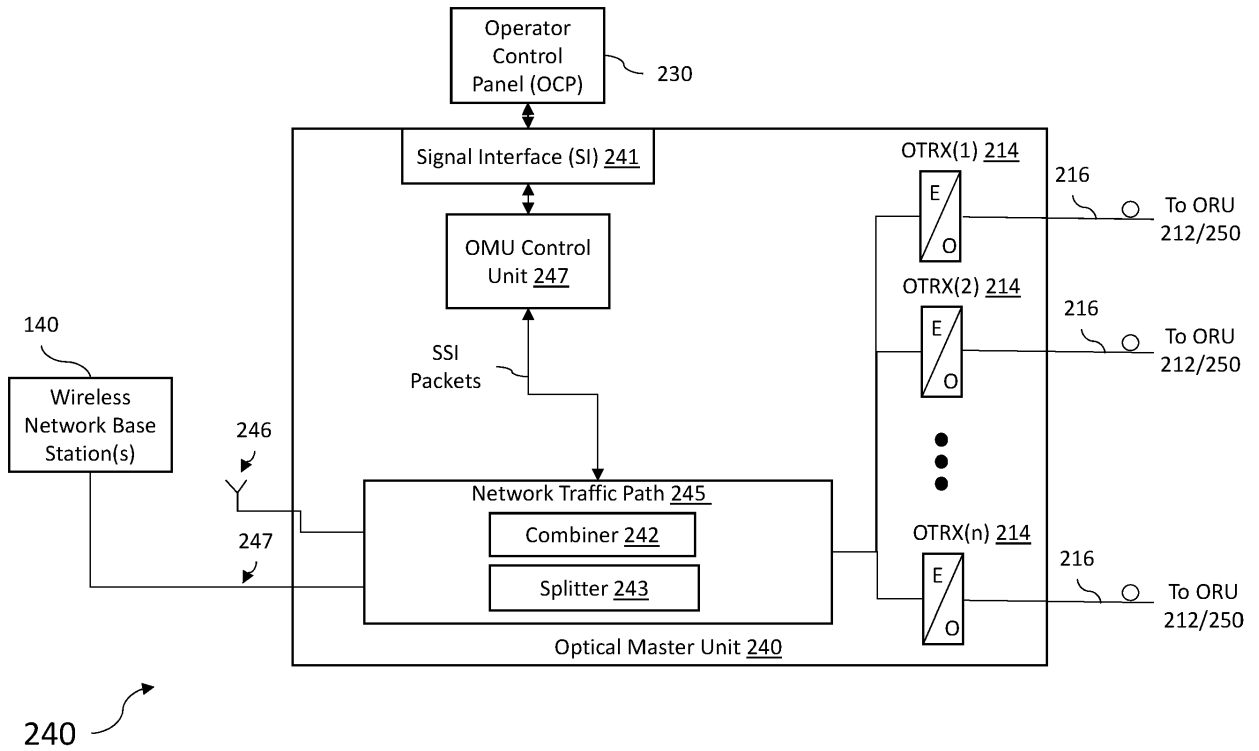 Operator
Control
Panel (OCP)
230
Signal Interface (SI) 241
OMU Control
Unit 247
SSI
Packets
140
Wireless
Network Base
Station(s)
246
247
Network Traffic Path 245
Combiner 242
Splitter 243
Optical Master Unit 240
OTRX(1) 214
E
O
216
To ORU
212/250
OTRX(2) 214
E
O
216
To ORU
212/250
OTRX(n) 214
E
O
216
To ORU
212/250
240